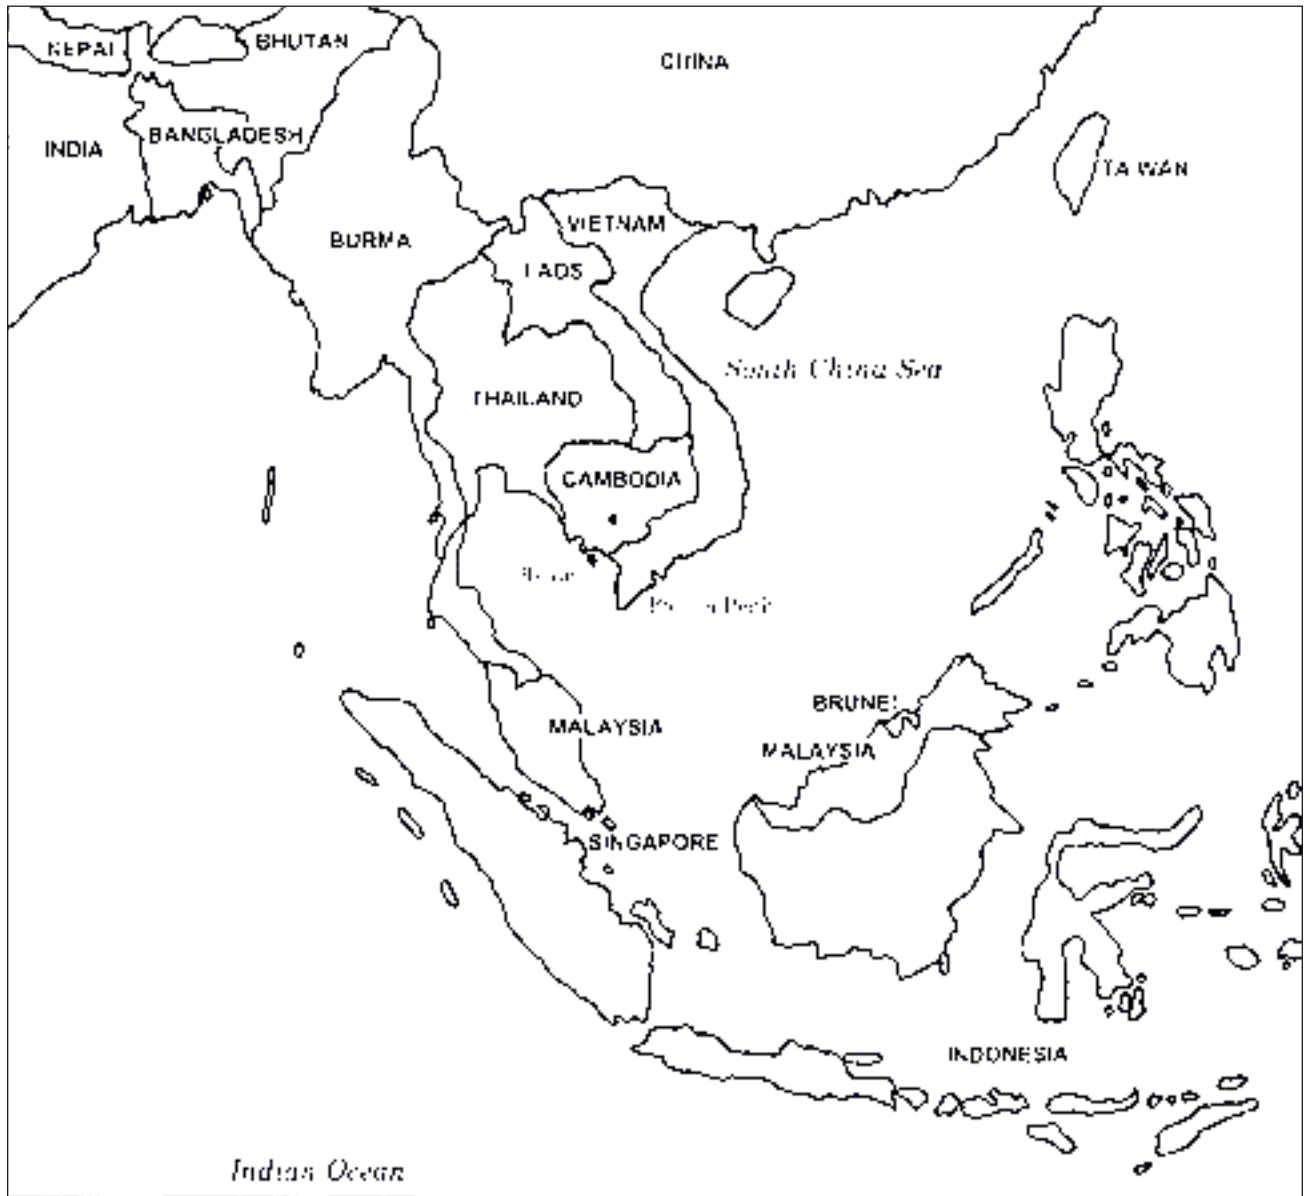 NEPAL
BHUTAN
CHINA
BANGLADESH
INDIA
TAIWAN
VIETNAM
BURMA
LAOS
South China Sea
THAILAND
CAMBODIA
BRUNEI
MALAYSIA
MALAYSIA
SINGAPORE
INDONESIA
Indian Ocean